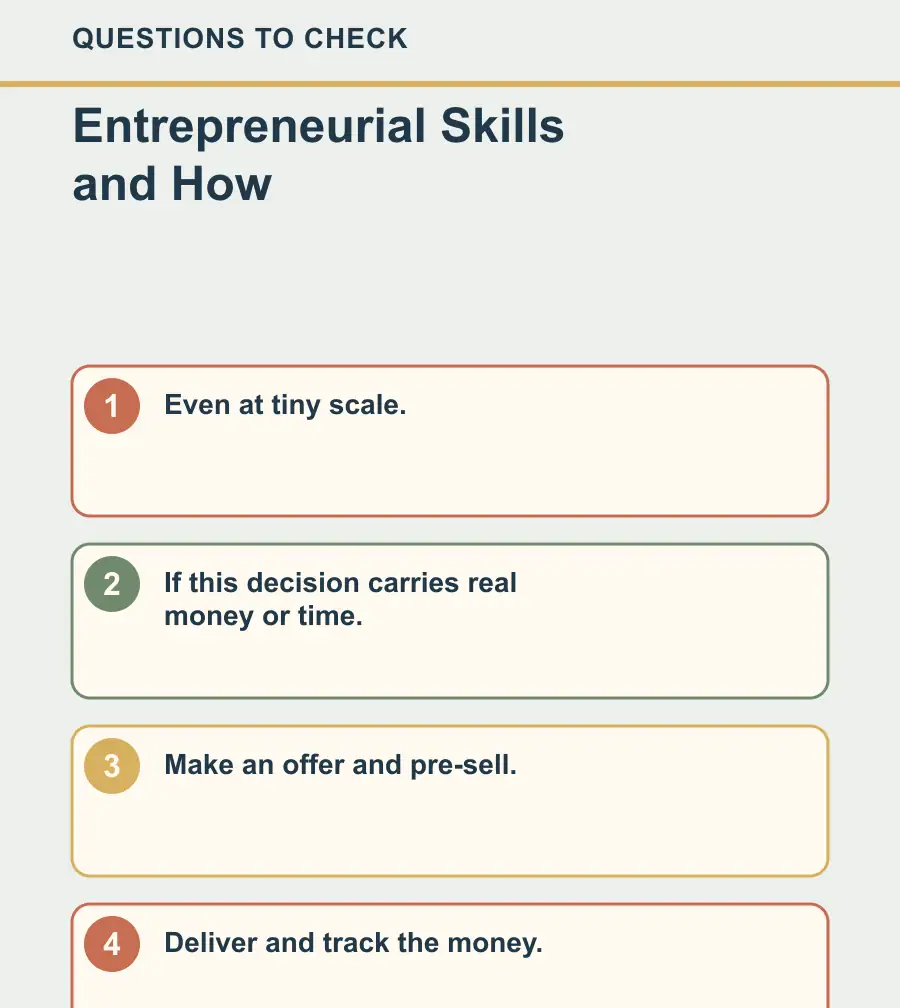 QUESTIONS TO CHECK
Entrepreneurial Skills
and How
1
Even at tiny scale.
2
If this decision carries real
money or time.
3
Make an offer and pre-sell.
4
Deliver and track the money.